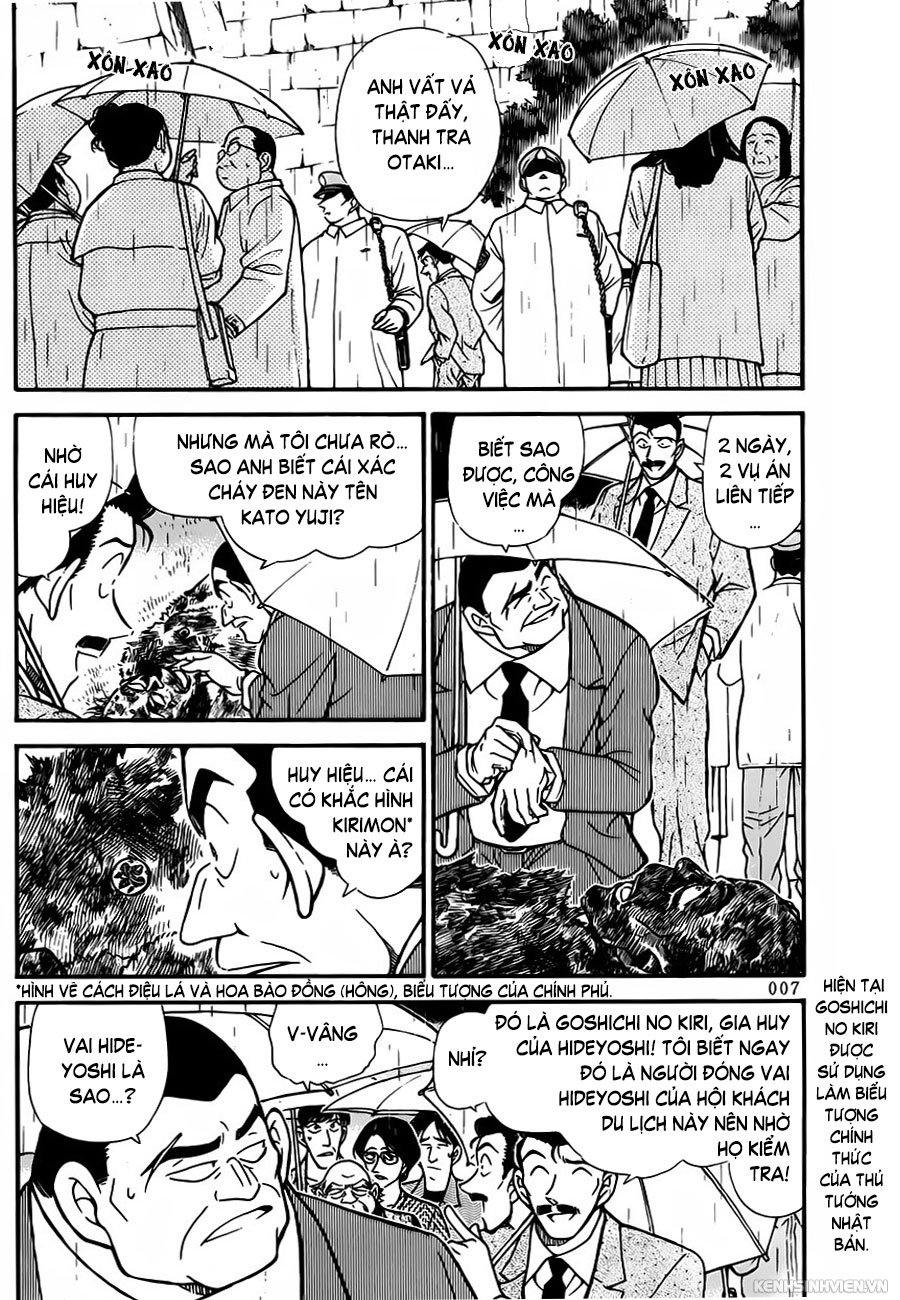 XÔN XAO
XÔN XAO
XÔN XAO
ANH VẤT VẢ
THẬT ĐẤY,
THANH TRA
OTAKI...
2 NGÀY,
2 VỤ ÁN
LIÊN TIẾP
...
BIẾT SAO
ĐƯỢC, CÔNG
VIỆC MÀ
...
NHƯNG MÀ TÔI CHƯA RÕ...
SAO ANH BIẾT CÁI XÁC
CHÁY ĐEN NÀY TÊN
KATO YUJI?
NHỜ
CÁI HUY
HIỆU!
HUY HIỆU... CÁI
CÓ KHẮC HÌNH
KIRIMON*
NÀY À?
*HÌNH VẼ CÁCH ĐIỆU LÁ VÀ HOA BÀO ĐỒNG (HÔNG), BIỂU TƯỢNG CỦA CHÍNH PHỦ.
007
ĐÓ LÀ GOSHICHI NO KIRI, GIA HUY
CỦA HIDEYOSHI! TÔI BIẾT NGAY
ĐÓ LÀ NGƯỜI ĐÓNG VAI
HIDEYOSHI CỦA HỘI KHÁCH
DU LỊCH NÀY NÊN NHỜ
HỌ KIỂM
TRA!
NHỈ?
V-VÂNG
...
VAI HIDE-
YOSHI LÀ
SAO...?
HIỆN TẠI
GOSHICHI
NO KIRI
ĐƯỢC
SỬ DỤNG
LÀM BIỂU
TƯỢNG
CHÍNH
THỨC
CỦA THỦ
TƯỚNG
NHẬT
BẢN.
KENHSINHVIEN.VN